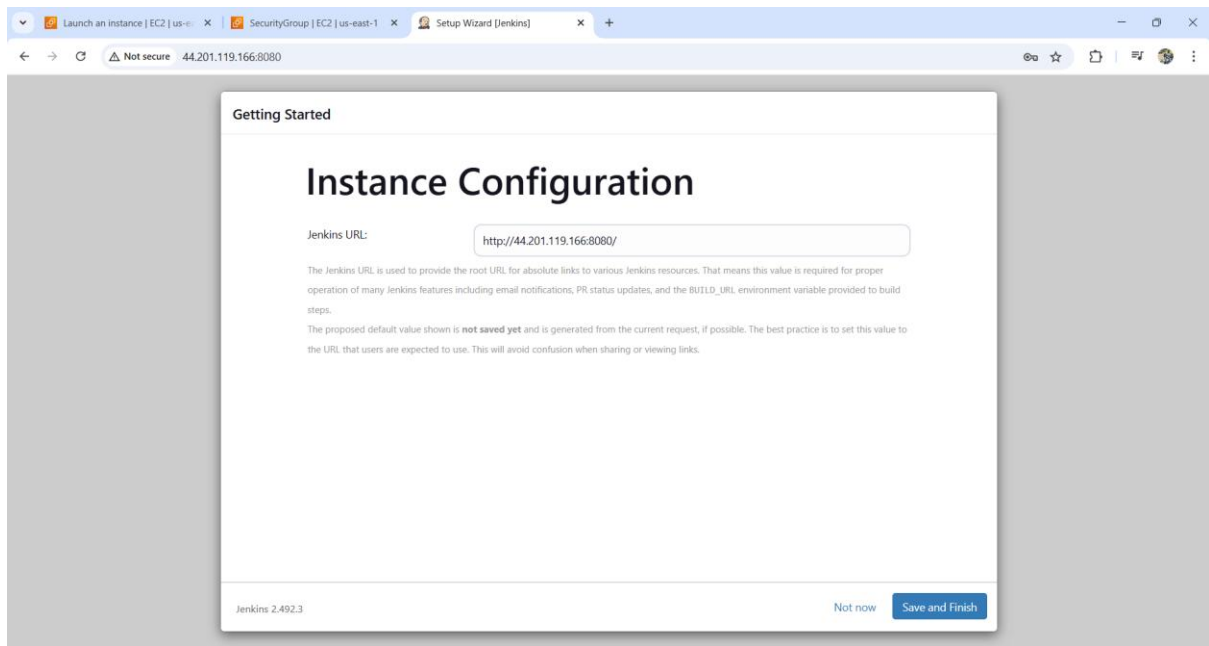 Launch an instance | EC2 | us-e
SecurityGroup | EC2 | us-east-1
Setup Wizard [Jenkins]
Not secure 44.201.119.166:8080
Getting Started
Instance Configuration
Jenkins URL: http://44.201.119.166:8080/
The Jenkins URL is used to provide the root URL for absolute links to various Jenkins resources. That means this value is required for proper
operation of many Jenkins features including email notifications, PR status updates, and the BUILD_URL environment variable provided to build
steps.
The proposed default value shown is not saved yet and is generated from the current request, if possible. The best practice is to set this value to
the URL that users are expected to use. This will avoid confusion when sharing or viewing links.
Jenkins 2.492.3 Not now Save and Finish